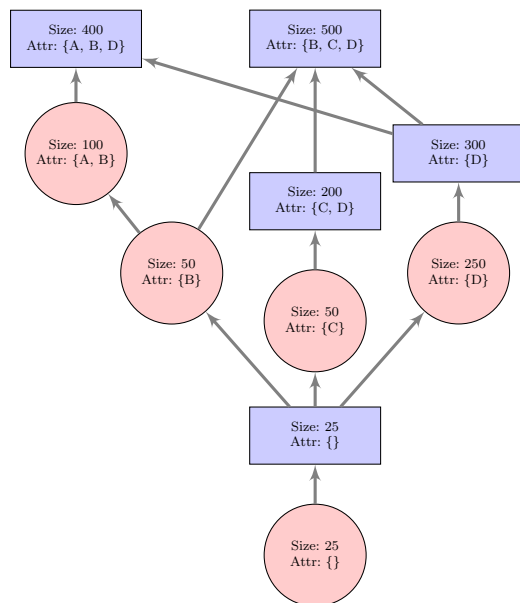 Size: 400
Attr: {A, B, D}
Size: 500
Attr: {B, C, D}
Size: 100
Attr: {A, B}
Size: 300
Attr: {D}
Size: 200
Attr: {C, D}
Size: 50
Attr: {B}
Size: 250
Attr: {D}
Size: 50
Attr: {C}
Size: 25
Attr: {}
Size: 25
Attr: {}